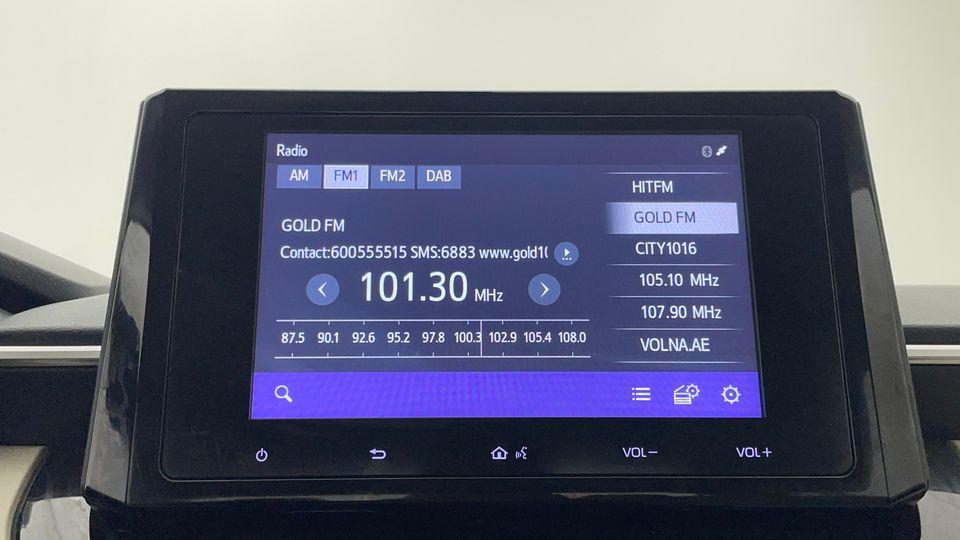 Radio
AM FM1 FM2 DAB
GOLD FM
Contact:600555515 SMS:6883 www.gold10
101.30 MHz
87.5 90.1 92.6 95.2 97.8 100.3 102.9 105.4 108.0
HITFM
GOLD FM
CITY1016
105.10 MHz
107.90 MHz
VOLNA.AE
VOL− VOL+